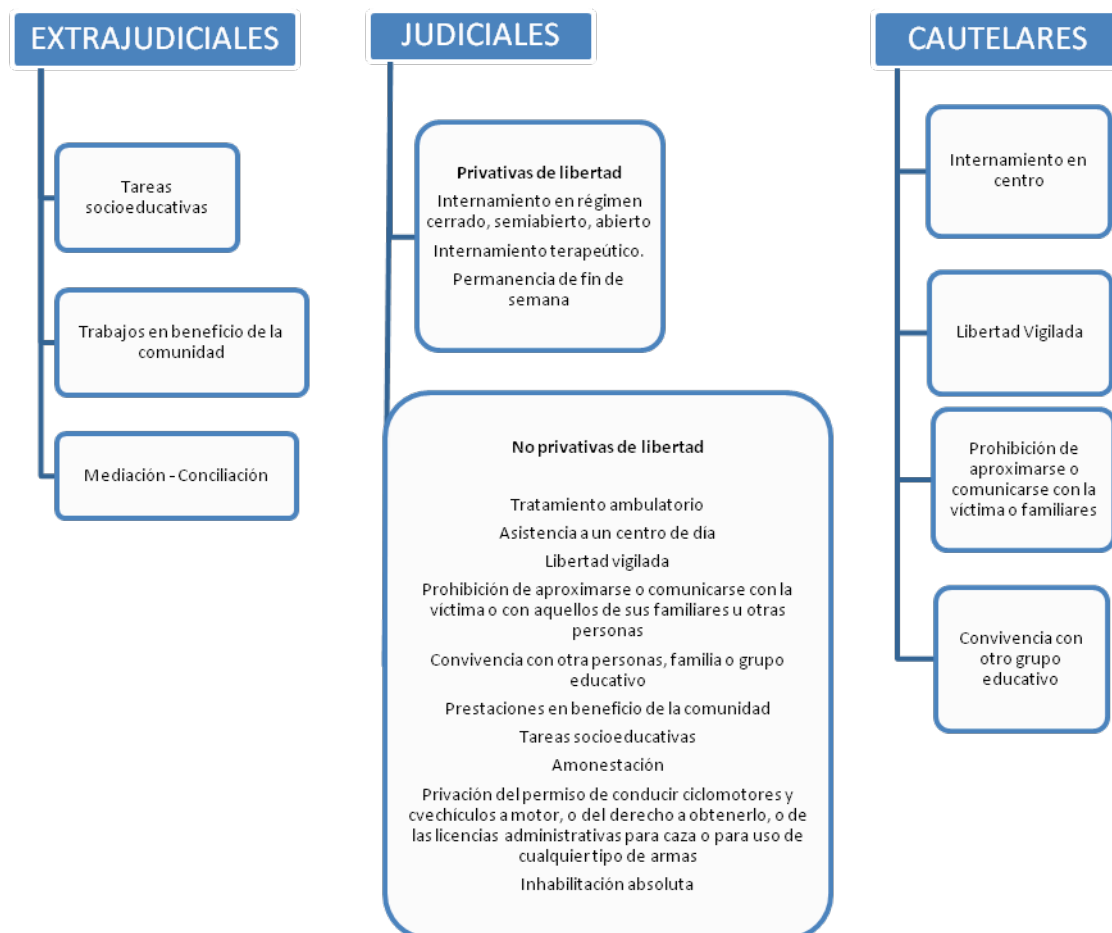 EXTRAJUDICIALES
Tareas
socioeducativas
Trabajos en beneficio de la
comunidad
Mediación - Conciliación
JUDICIALES
Privativas de libertad
Internamiento en régimen
cerrado, semiabierto, abierto
Internamiento terapeútico.
Permanencia de fin de
semana
No privativas de libertad
Tratamiento ambulatorio
Asistencia a un centro de día
Libertad vigilada
Prohibición de aproximarse o comunicarse con la
víctima o con aquellos de sus familiares u otras
personas
Convivencia con otra personas, familia o grupo
educativo
Prestaciones en beneficio de la comunidad
Tareas socioeducativas
Amonestación
Privación del permiso de conducir ciclomotores y
cvechículos a motor, o del derecho a obtenerlo, o de
las licencias administrativas para caza o para uso de
cualquier tipo de armas
Inhabilitación absoluta
CAUTELARES
Internamiento en
centro
Libertad Vigilada
Prohibición de
aproximarse o
comunicarse con la
víctima o familiares
Convivencia con
otro grupo
educativo